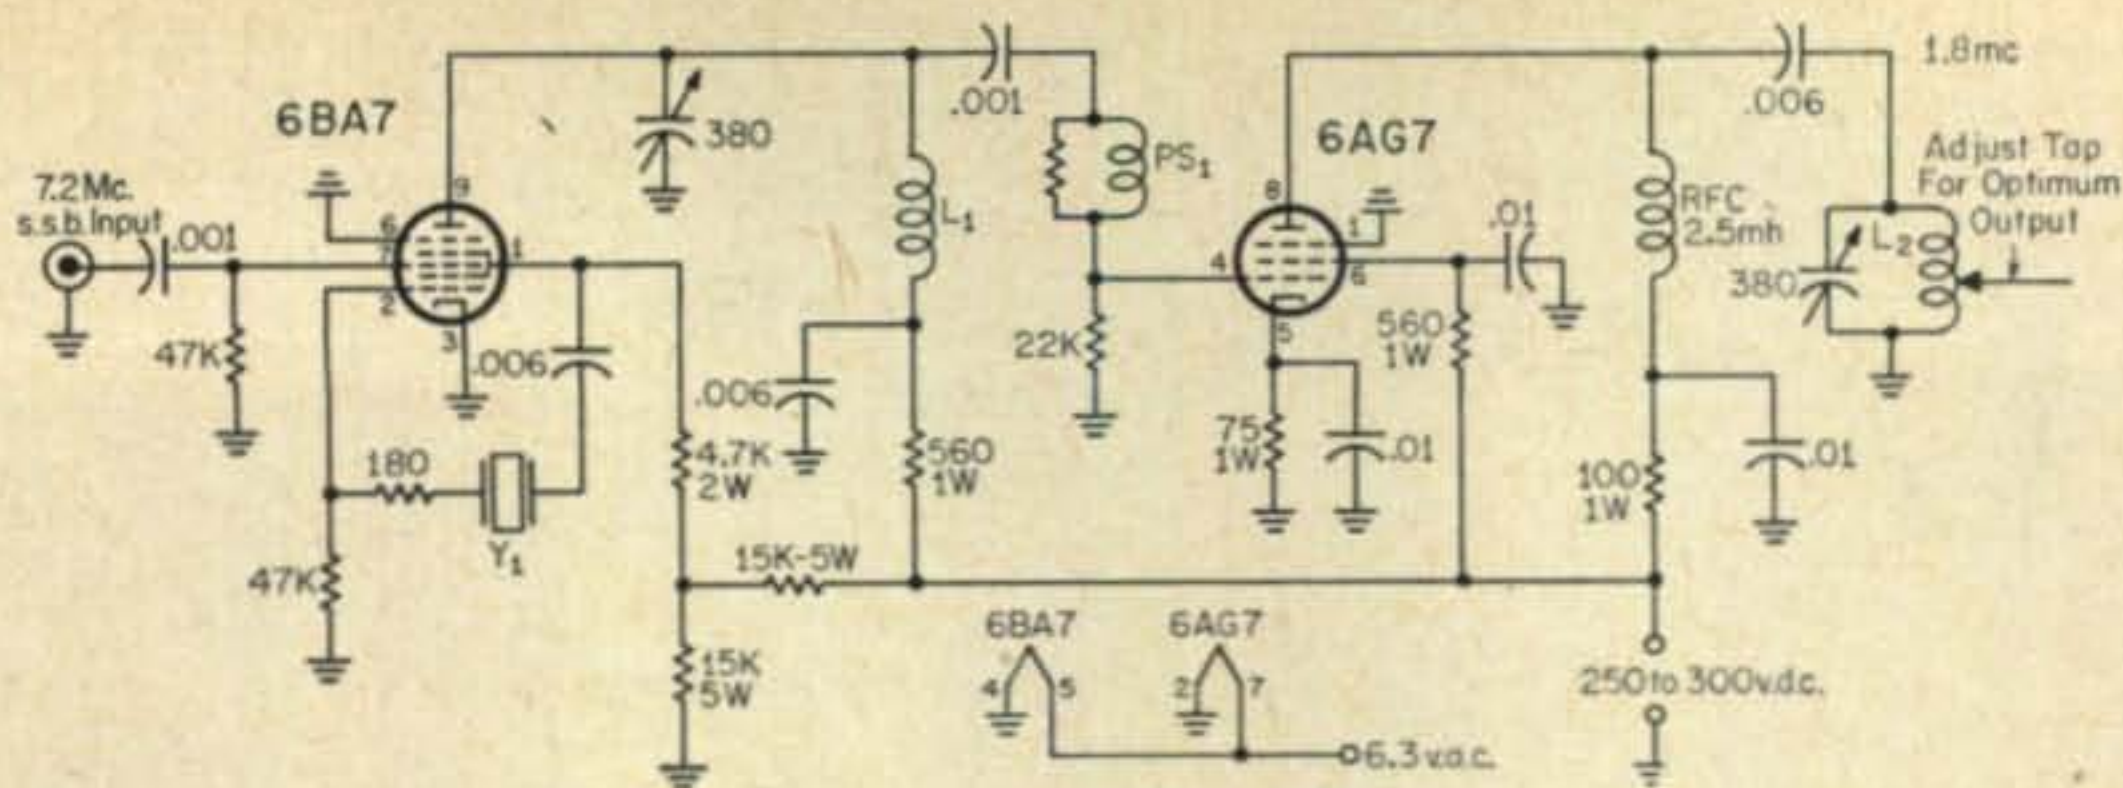 6BA7
7.2Mc.
s.s.b. Input
.001
47K
6
7
2
9
1
3
.006
180
Y1
47K
380
L1
.001
PS1
.006
4.7K
2W
560
1W
15K-5W
15K
5W
22K
6AG7
8
4
1
6
5
.01
560
1W
75
1W
.01
RFC
2.5mh
.006
1.8mc
Adjust Tap
For Optimum
Output
380
L2
100
1W
.01
6BA7
4
5
6AG7
2
7
6.3v.a.c.
250 to 300v.d.c.